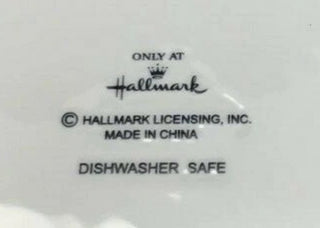 ONLY AT
Hallmark
© HALLMARK LICENSING, INC.
MADE IN CHINA
DISHWASHER SAFE